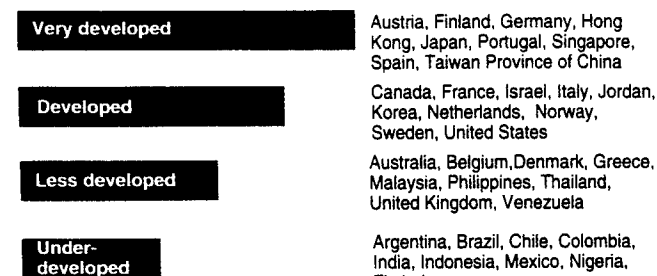 Very developed
Austria, Finland, Germany, Hong
Kong, Japan, Portugal, Singapore,
Spain, Taiwan Province of China
Developed
Canada, France, Israel, Italy, Jordan,
Korea, Netherlands, Norway,
Sweden, United States
Less developed
Australia, Belgium,Denmark, Greece,
Malaysia, Philippines, Thailand,
United Kingdom, Venezuela
Under-
developed
Argentina, Brazil, Chile, Colombia,
India, Indonesia, Mexico, Nigeria,